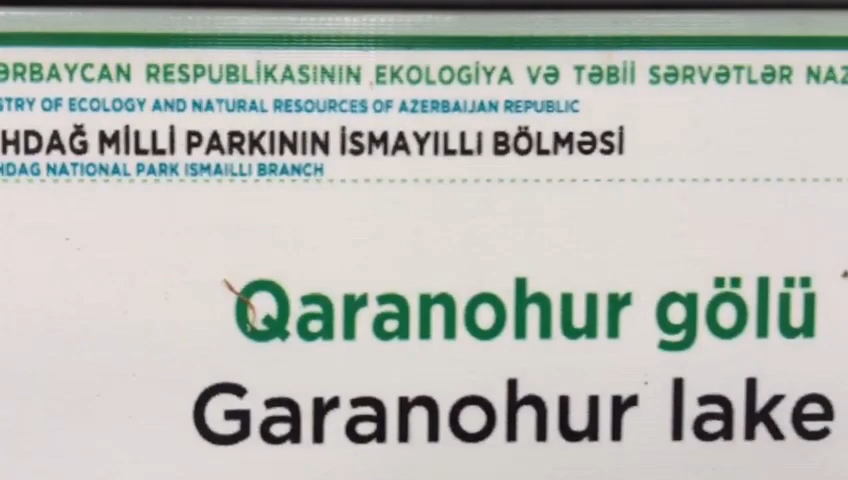 ƏRBAYCAN RESPUBLİKASININ EKOLOGİYA VƏ TƏBİİ SƏRVƏTLƏR NAZ
STRY OF ECOLOGY AND NATURAL RESOURCES OF AZERBAIJAN REPUBLIC
HDAĞ MİLLİ PARKININ İSMAYILLI BÖLMƏSİ
HDAG NATIONAL PARK ISMAILLI BRANCH
Qaranohur gölü
Garanohur lake